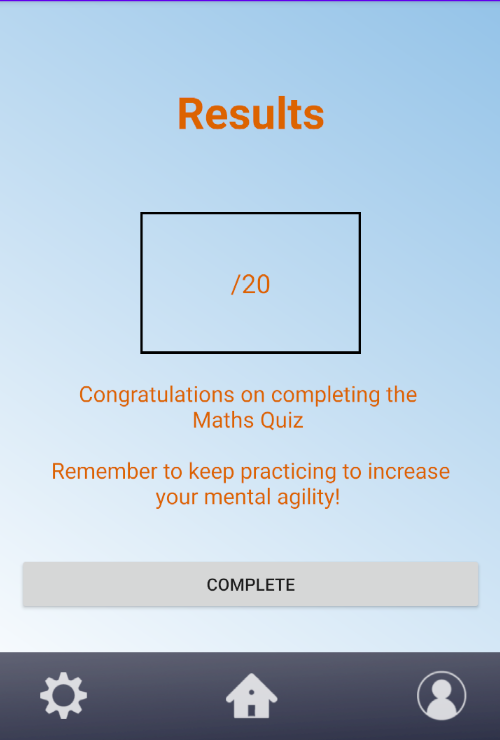 Results
/20
Congratulations on completing the
Maths Quiz
Remember to keep practicing to increase
your mental agility!
COMPLETE